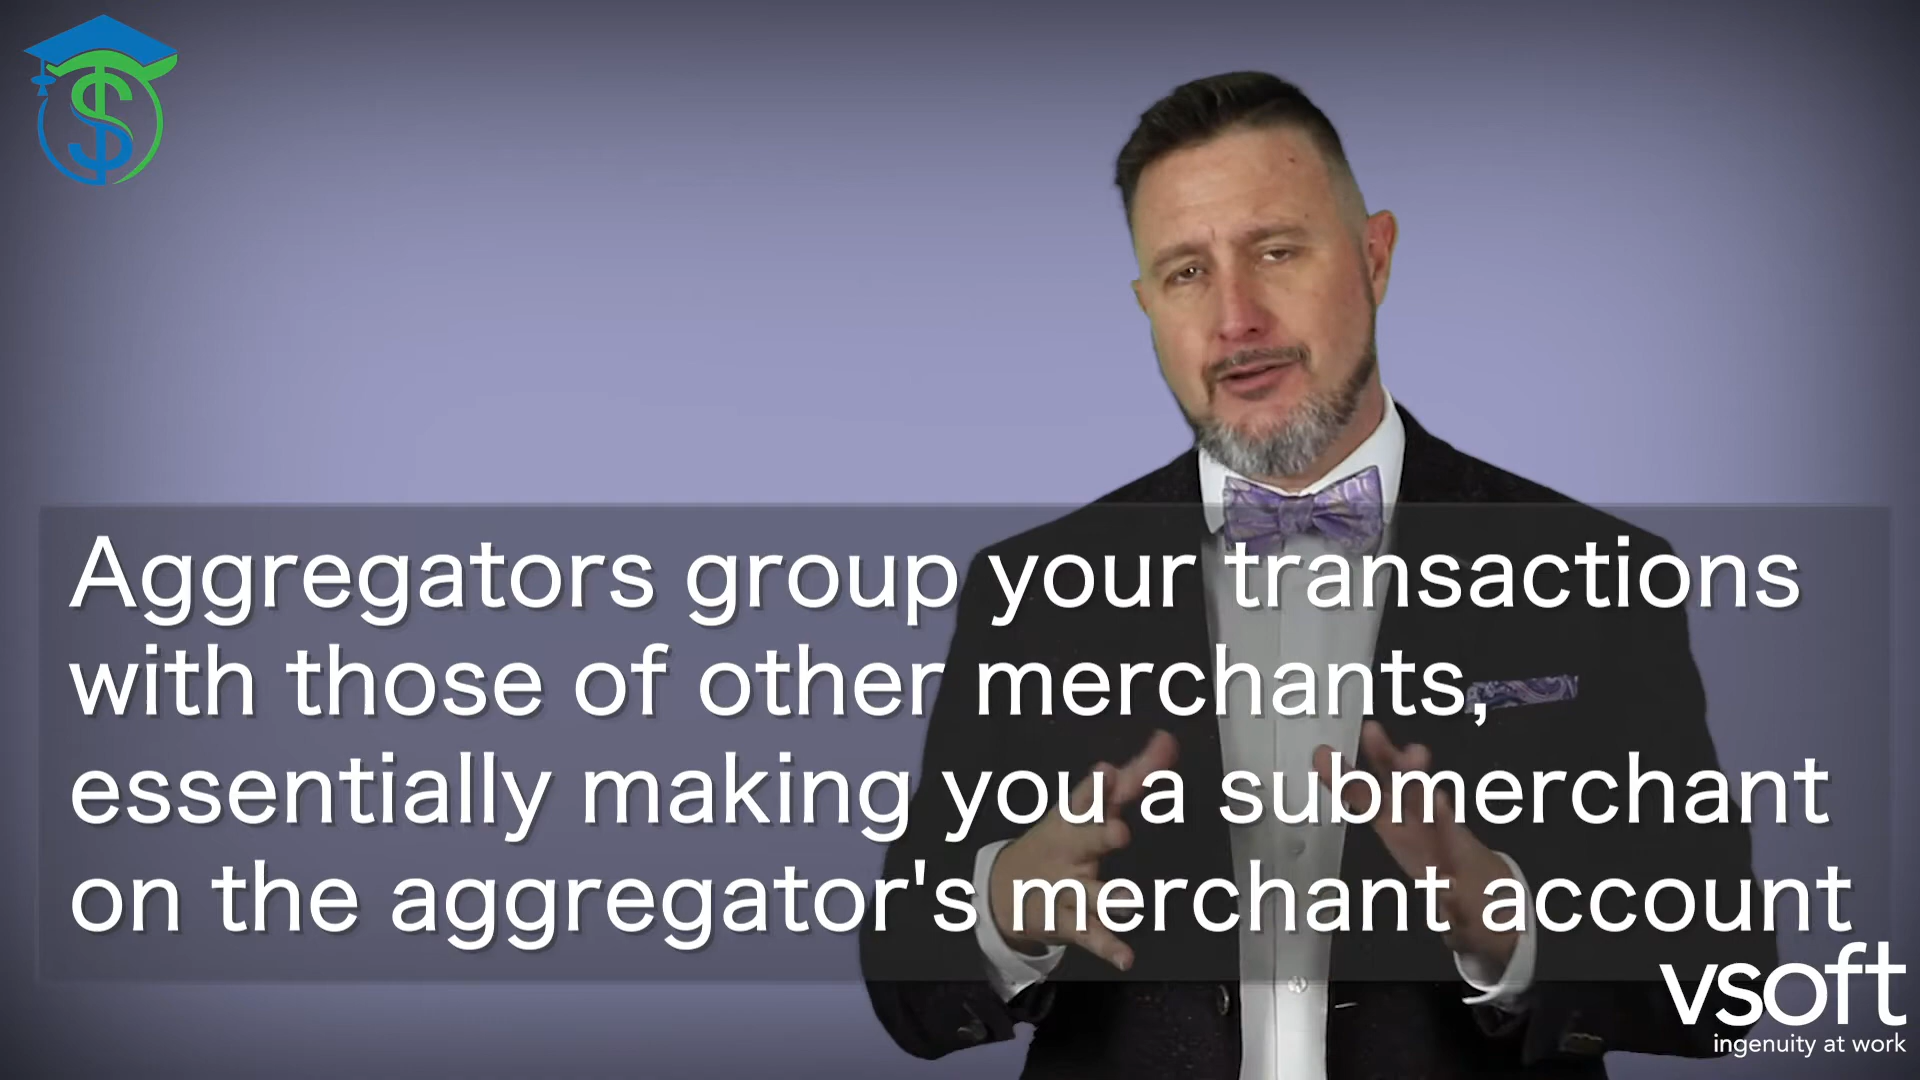 Aggregators group your transactions
with those of other merchants,
essentially making you a submerchant
on the aggregator's merchant account
vsoft
ingenuity at work